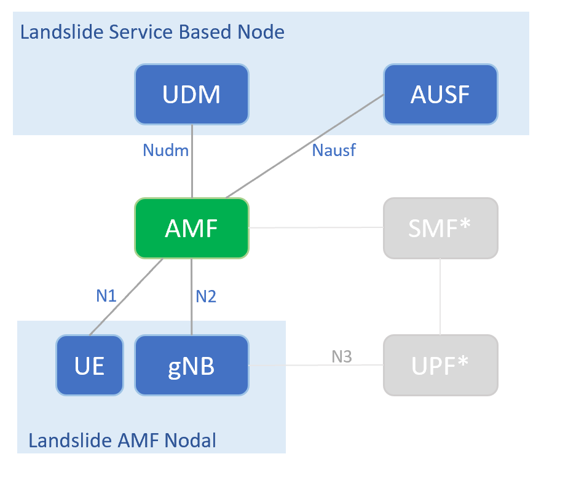 Landslide Service Based Node
UDM
AUSF
Nudm
Nausf
AMF
SMF*
N1
N2
UE
gNB
N3
UPF*
Landslide AMF Nodal